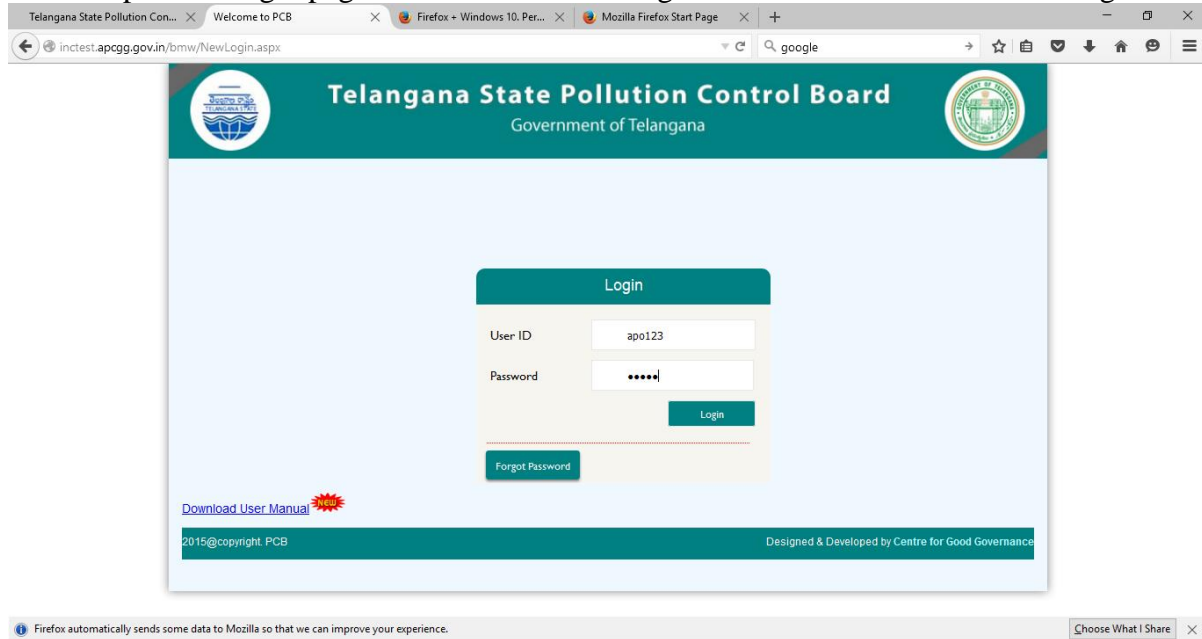 Telangana State Pollution Con...
Welcome to PCB
Firefox + Windows 10. Per...
Mozilla Firefox Start Page
inctest.apcgg.gov.in/bmw/NewLogin.aspx
google
తెలంగాణ రాష్ట్రం
TELANGANA STATE
Telangana State Pollution Control Board
Government of Telangana
Login
User ID
apo123
Password
•••••
Login
Forgot Password
Download User Manual
NEW
2015@copyright. PCB
Designed & Developed by Centre for Good Governance
Firefox automatically sends some data to Mozilla so that we can improve your experience.
Choose What I Share